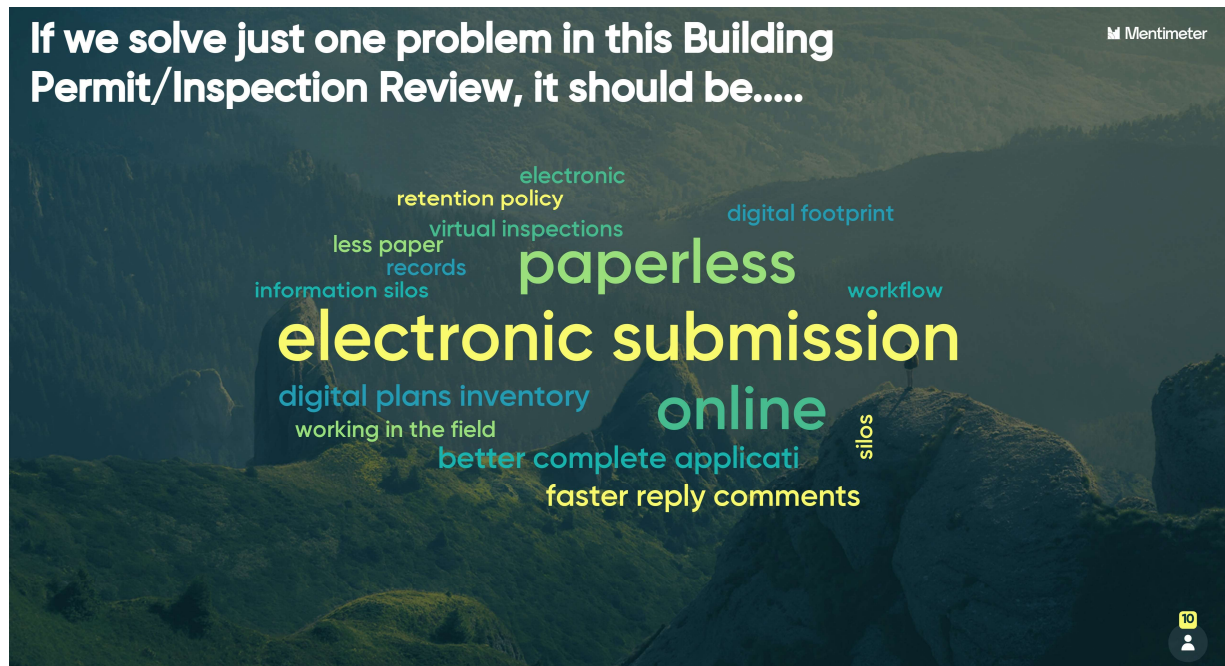 If we solve just one problem in this Building
Permit/Inspection Review, it should be.....
Mentimeter
electronic
retention policy
digital footprint
virtual inspections
less paper
paperless
records
information silos
workflow
electronic submission
digital plans inventory
online
silos
working in the field
better complete applicati
faster reply comments
10